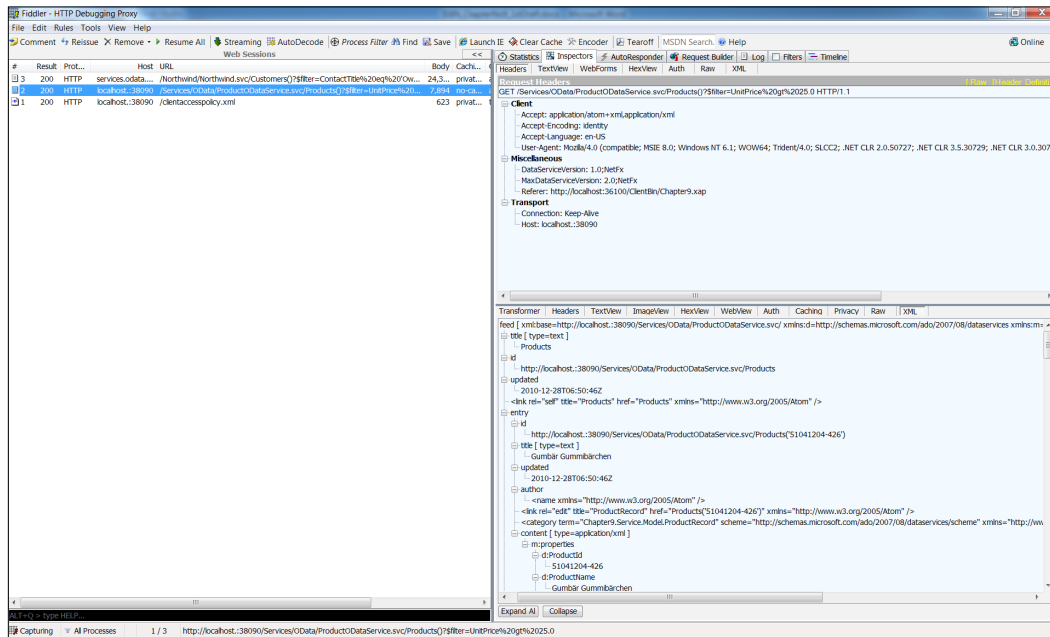 Fiddler - HTTP Debugging Proxy
File Edit Rules Tools View Help
Comment Reissue Remove Resume All Streaming AutoDecode Process Filter Find Save Launch IE Clear Cache Encoder Tearoff MSDN Search. Help Online
Web Sessions <<
# Result Prot... Host URL Body Cachi...
3 200 HTTP services.odata.... /Northwind/Northwind.svc/Customers()?$filter=ContactTitle%20eq%20'Ow... 24,3... privat...
2 200 HTTP localhost.:38090 /Services/OData/ProductODataService.svc/Products()?$filter=UnitPrice%20... 7,894 no-ca...
1 200 HTTP localhost.:38090 /clientaccesspolicy.xml 623 privat...
ALT+Q > type HELP...
Statistics Inspectors AutoResponder Request Builder Log Filters Timeline
Headers TextView WebForms HexView Auth Raw XML
Request Headers [ Raw ] [Header Definiti
GET /Services/OData/ProductODataService.svc/Products()?$filter=UnitPrice%20gt%2025.0 HTTP/1.1
Client
Accept: application/atom+xml,application/xml
Accept-Encoding: identity
Accept-Language: en-US
User-Agent: Mozilla/4.0 (compatible; MSIE 8.0; Windows NT 6.1; WOW64; Trident/4.0; SLCC2; .NET CLR 2.0.50727; .NET CLR 3.5.30729; .NET CLR 3.0.307
Miscellaneous
DataServiceVersion: 1.0;NetFx
MaxDataServiceVersion: 2.0;NetFx
Referer: http://localhost:36100/ClientBin/Chapter9.xap
Transport
Connection: Keep-Alive
Host: localhost.:38090
Transformer Headers TextView ImageView HexView WebView Auth Caching Privacy Raw XML
feed [ xml:base=http://localhost.:38090/Services/OData/ProductODataService.svc/ xmlns:d=http://schemas.microsoft.com/ado/2007/08/dataservices xmlns:m=
title [ type=text ]
Products
id
http://localhost.:38090/Services/OData/ProductODataService.svc/Products
updated
2010-12-28T06:50:46Z
<link rel="self" title="Products" href="Products" xmlns="http://www.w3.org/2005/Atom" />
entry
id
http://localhost.:38090/Services/OData/ProductODataService.svc/Products('51041204-426')
title [ type=text ]
Gumbär Gummibärchen
updated
2010-12-28T06:50:46Z
author
<name xmlns="http://www.w3.org/2005/Atom" />
<link rel="edit" title="ProductRecord" href="Products('51041204-426')" xmlns="http://www.w3.org/2005/Atom" />
<category term="Chapter9.Service.Model.ProductRecord" scheme="http://schemas.microsoft.com/ado/2007/08/dataservices/scheme" xmlns="http://ww
content [ type=application/xml ]
m:properties
d:ProductId
51041204-426
d:ProductName
Gumbär Gummibärchen
Expand Al Collapse
Capturing All Processes 1 / 3 http://localhost.:38090/Services/OData/ProductODataService.svc/Products()?$filter=UnitPrice%20gt%2025.0